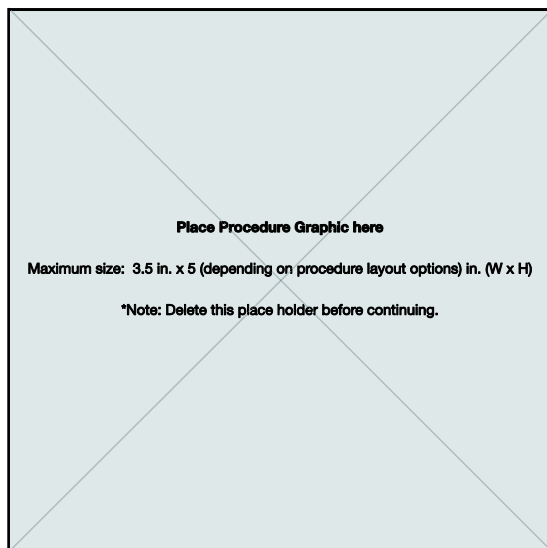 Place Procedure Graphic here
Maximum size:  3.5 in. x 5 (depending on procedure layout options) in. (W x H)
*Note: Delete this place holder before continuing.